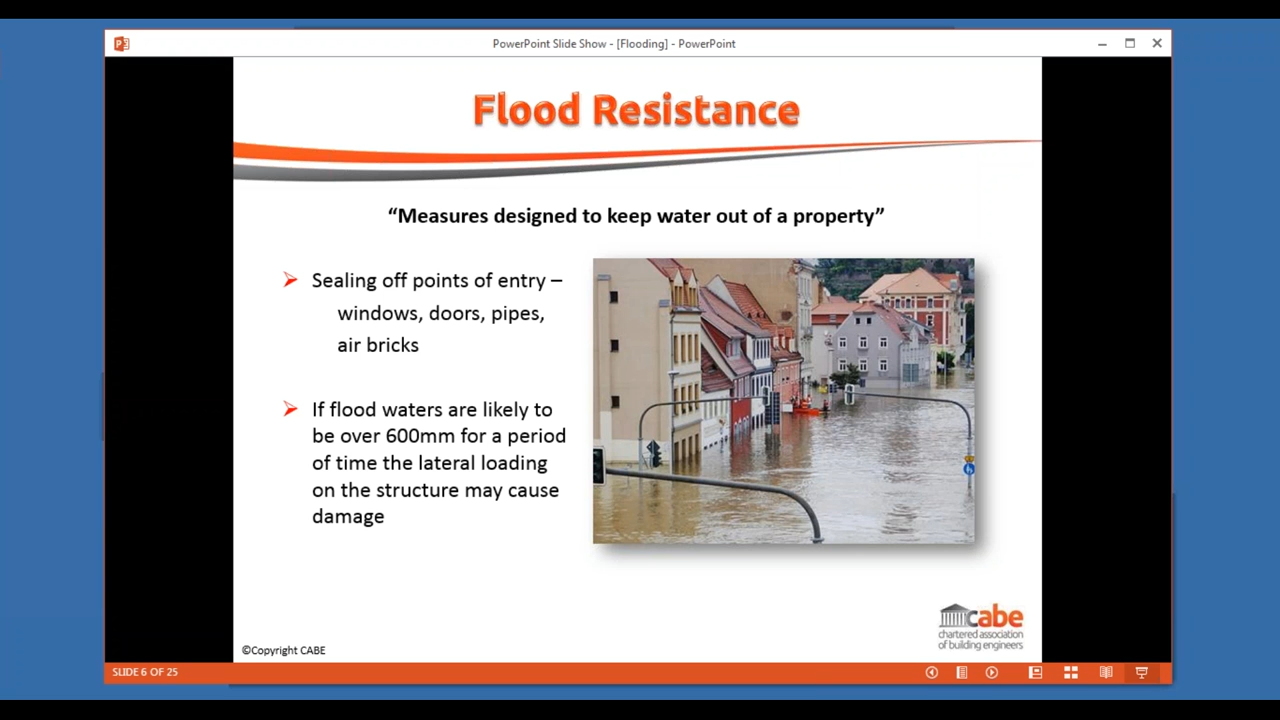 PowerPoint Slide Show - [Flooding] - PowerPoint
Flood Resistance
“Measures designed to keep water out of a property”
Sealing off points of entry –
windows, doors, pipes,
air bricks
If flood waters are likely to
be over 600mm for a period
of time the lateral loading
on the structure may cause
damage
cabe
chartered association
of building engineers
©Copyright CABE
SLIDE 6 OF 25